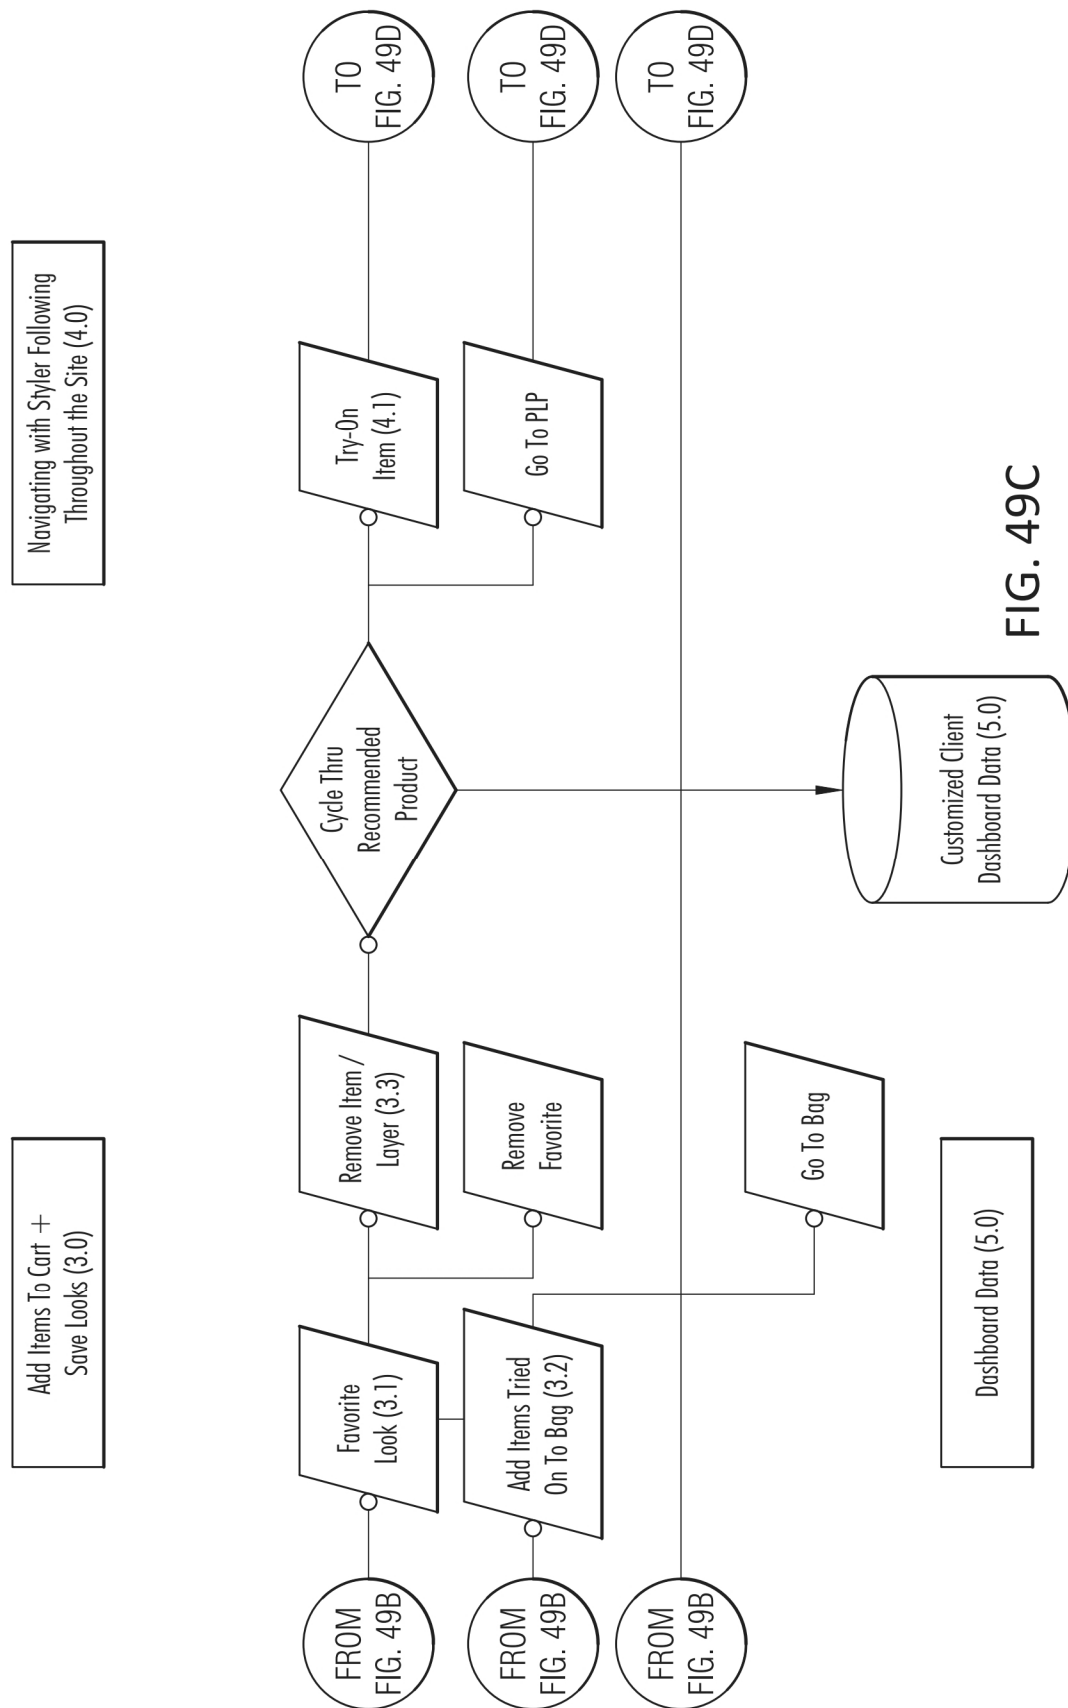 Add Items To Cart +
Save Looks (3.0)
Navigating with Styler Following
Throughout the Site (4.0)
FROM
FIG. 49B
Favorite
Look (3.1)
Remove Item /
Layer (3.3)
Cycle Thru
Recommended
Product
Try-On
Item (4.1)
TO
FIG. 49D
FROM
FIG. 49B
Add Items Tried
On To Bag (3.2)
Remove
Favorite
Go To PLP
TO
FIG. 49D
FROM
FIG. 49B
TO
FIG. 49D
Go To Bag
Dashboard Data (5.0)
Customized Client
Dashboard Data (5.0)
FIG. 49C